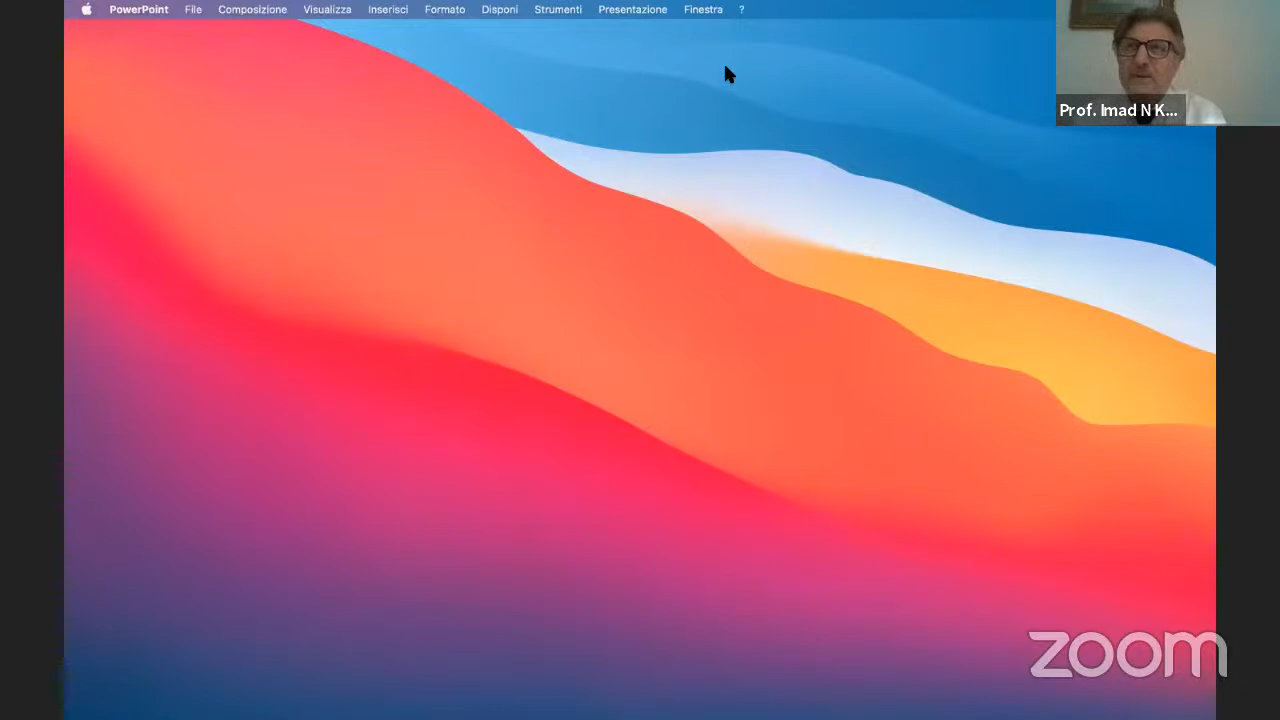 PowerPoint File Composizione Visualizza Inserisci Formato Disponi Strumenti Presentazione Finestra ?
Prof. Imad N K...
zoom